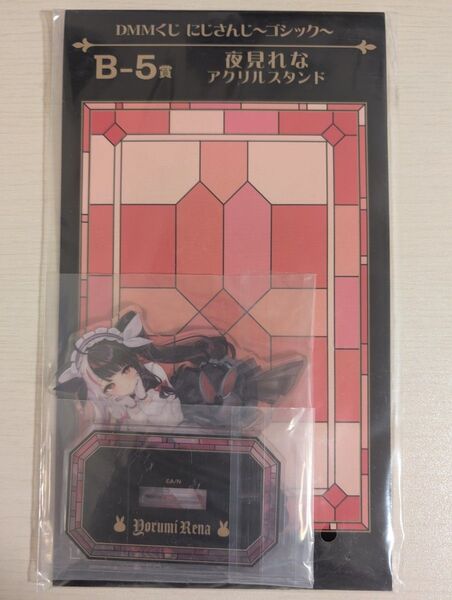 DMMくじ にじさんじ～ゴシック～
B-5賞
夜見れな
アクリルスタンド
©A/N
Yorumi Rena